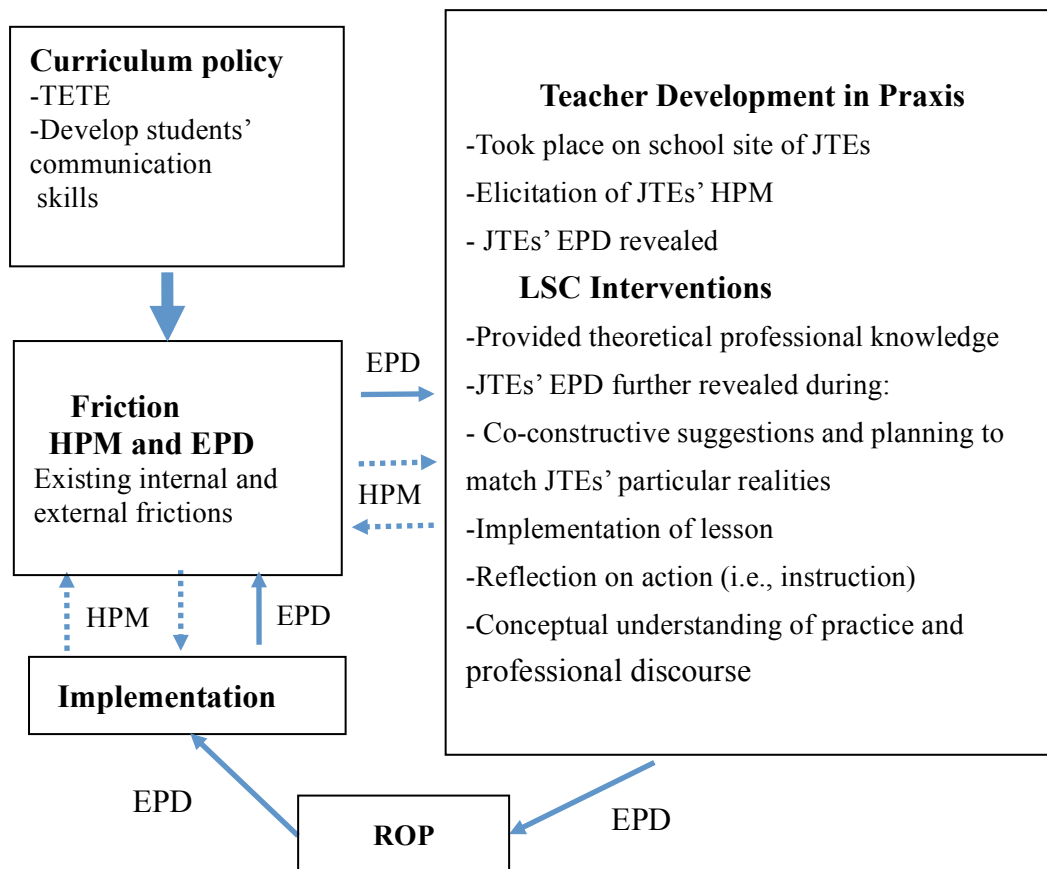 Curriculum policy
-TETE
-Develop students’
communication
skills
Teacher Development in Praxis
-Took place on school site of JTEs
-Elicitation of JTEs’ HPM
- JTEs’ EPD revealed
LSC Interventions
-Provided theoretical professional knowledge
-JTEs’ EPD further revealed during:
- Co-constructive suggestions and planning to
match JTEs’ particular realities
-Implementation of lesson
-Reflection on action (i.e., instruction)
-Conceptual understanding of practice and
professional discourse
EPD
HPM
Friction
HPM and EPD
Existing internal and
external frictions
HPM
EPD
Implementation
EPD
ROP
EPD